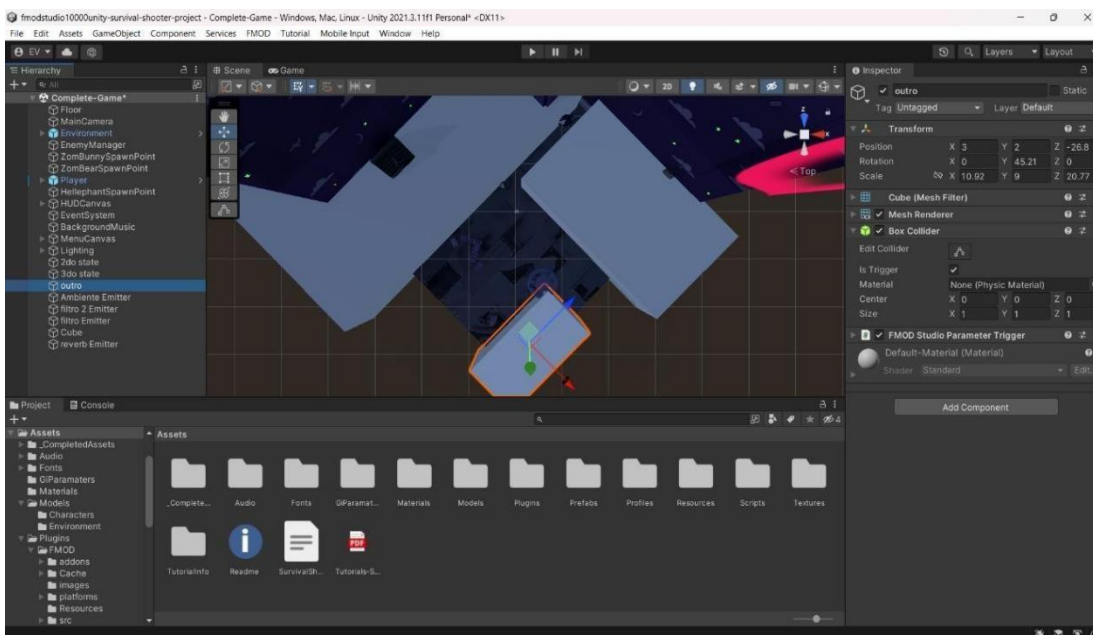 fmodstudio10000unity-survival-shooter-project - Complete-Game - Windows, Mac, Linux - Unity 2021.3.11f1 Personal* <DX11>
File Edit Assets GameObject Component Services FMOD Tutorial Mobile Input Window Help
EV
Layers
Layout
Hierarchy
All
Complete-Game*
Floor
MainCamera
Environment
EnemyManager
ZomBunnySpawnPoint
ZomBearSpawnPoint
Player
HellephantSpawnPoint
HUDCanvas
EventSystem
BackgroundMusic
MenuCanvas
Lighting
2do state
3do state
outro
Ambiente Emitter
filtro 2 Emitter
filtro Emitter
Cube
reverb Emitter
Scene Game
2D
z
x
Top
Inspector
outro
Static
Tag Untagged Layer Default
Transform
Position X 3 Y 2 Z -26.8
Rotation X 0 Y 45.21 Z 0
Scale X 10.92 Y 9 Z 20.77
Cube (Mesh Filter)
Mesh Renderer
Box Collider
Edit Collider
Is Trigger
Material None (Physic Material)
Center X 0 Y 0 Z 0
Size X 1 Y 1 Z 1
FMOD Studio Parameter Trigger
Default-Material (Material)
Shader Standard Edit.
Add Component
Project Console
4
Assets
_CompletedAssets
Audio
Fonts
GiParamaters
Materials
Models
Characters
Environment
Plugins
FMOD
addons
Cache
images
platforms
Resources
src
Assets
_Complete... Audio Fonts GiParamat... Materials Models Plugins Prefabs Profiles Resources Scripts Textures
PDF
TutorialInfo Readme SurvivalSh... Tutorials-S...